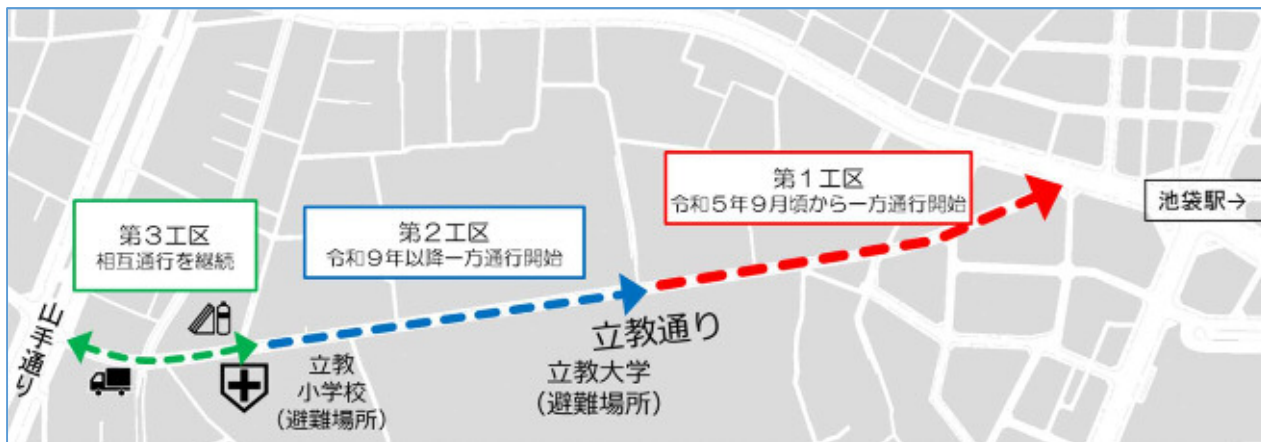 第1工区
令和5年9月頃から一方通行開始
池袋駅→
第3工区
相互通行を継続
第2工区
令和9年以降一方通行開始
山手通り
立教通り
立教
小学校
(避難場所)
立教大学
(避難場所)